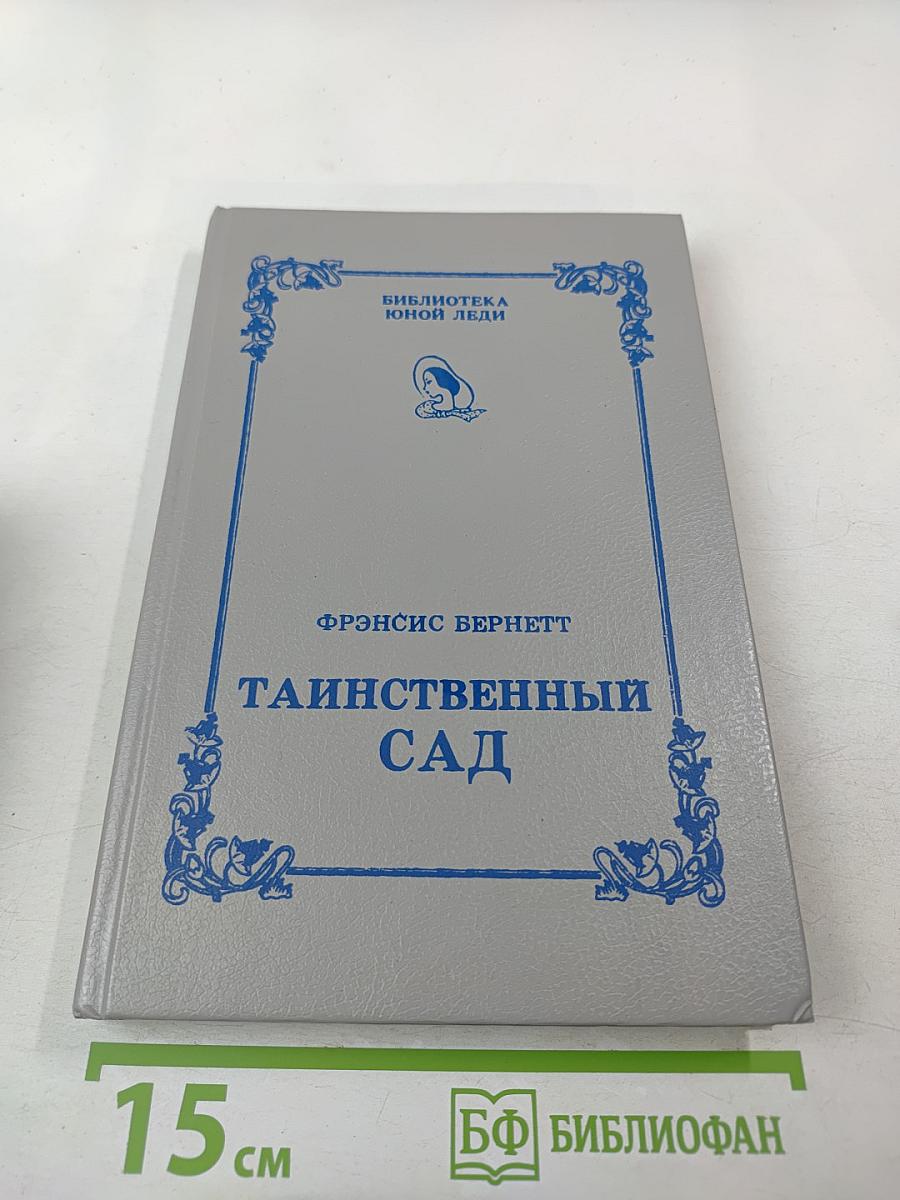 БИБЛИОТЕКА
ЮНОЙ ЛЕДИ
ФРЭНСИС БЕРНЕТТ
ТАИНСТВЕННЫЙ
САД
15 см
БФ БИБЛИОФАН